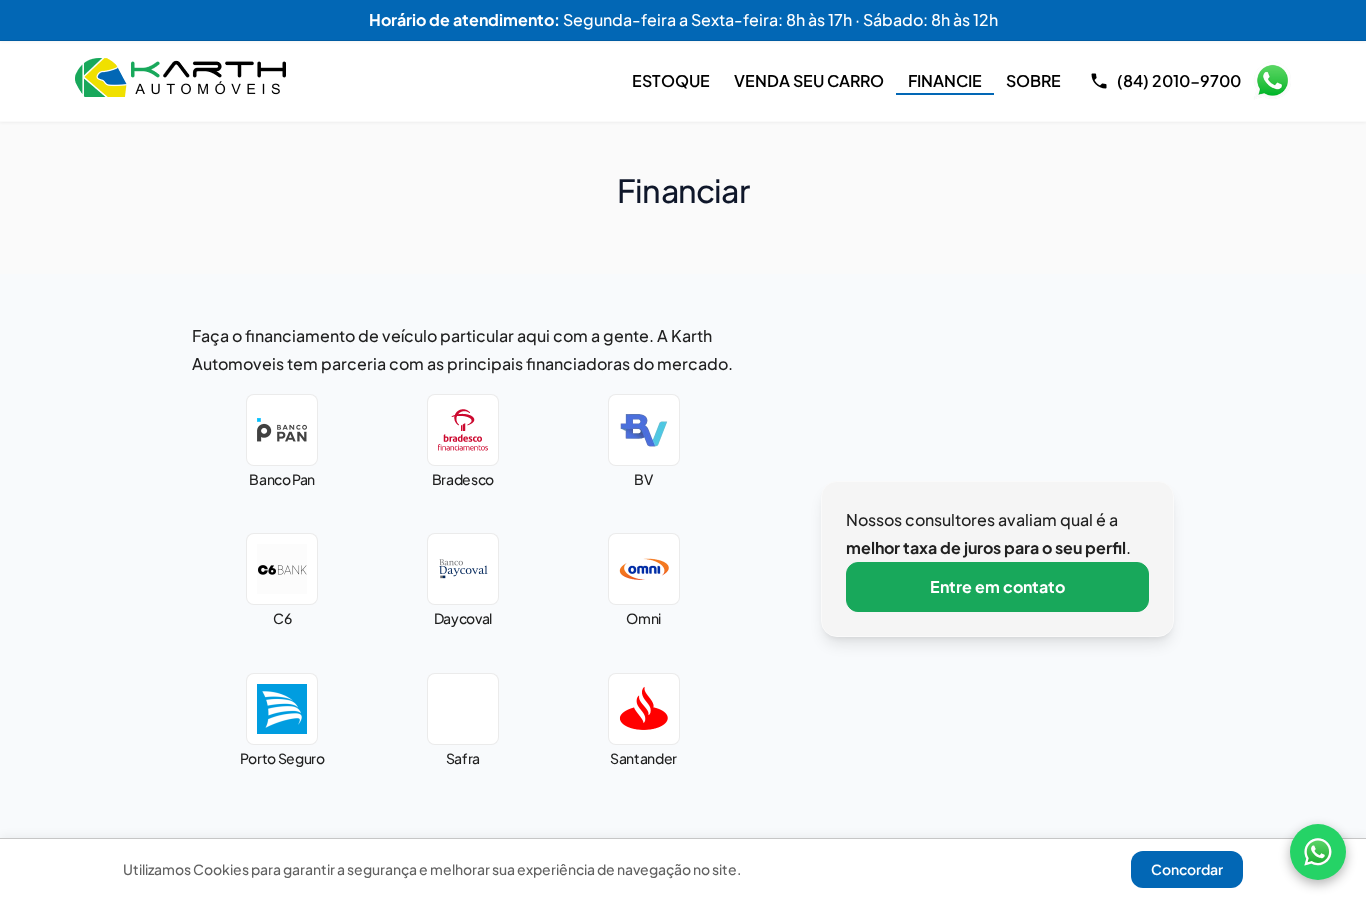 Horário de atendimento: Segunda-feira a Sexta-feira: 8h às 17h · Sábado: 8h às 12h
KARTH
AUTOMÓVEIS
ESTOQUE VENDA SEU CARRO FINANCIE SOBRE (84) 2010-9700
Financiar
Faça o financiamento de veículo particular aqui com a gente. A Karth
Automoveis tem parceria com as principais financiadoras do mercado.
BANCO
PAN
bradesco
financiamentos
BV
Banco Pan
Bradesco
BV
C6BANK
Banco
Daycoval
omni
C6
Daycoval
Omni
Porto Seguro
Safra
Santander
Nossos consultores avaliam qual é a
melhor taxa de juros para o seu perfil.
Entre em contato
Utilizamos Cookies para garantir a segurança e melhorar sua experiência de navegação no site.
Concordar